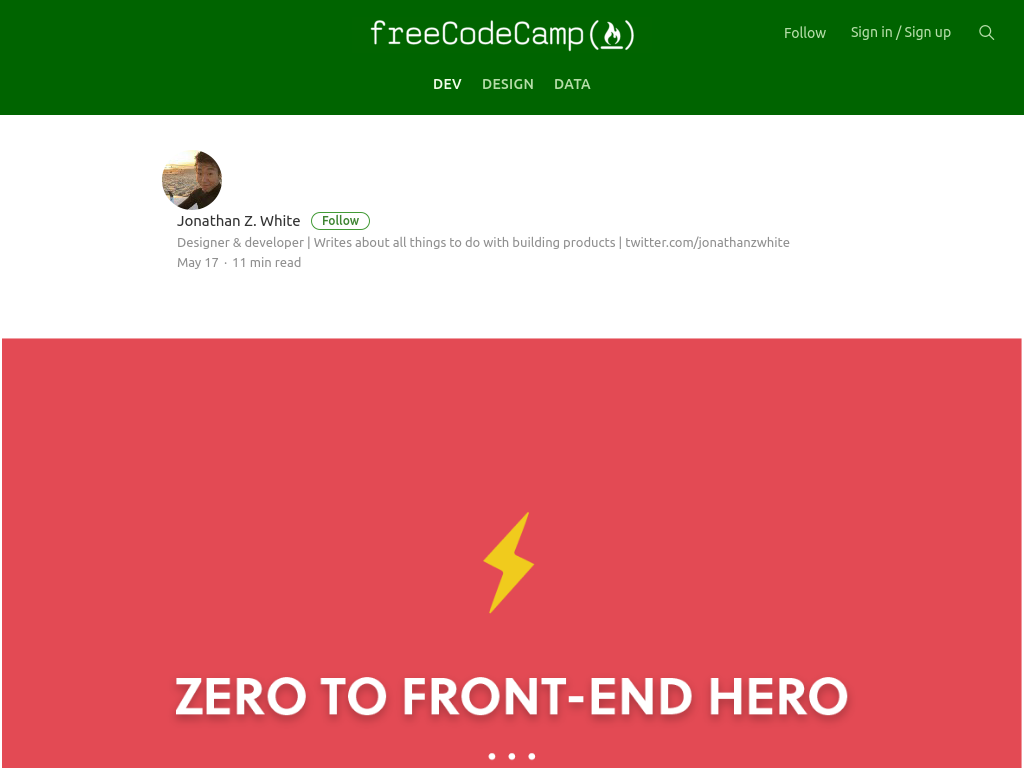 freeCodeCamp(
)
Follow
Sign in / Sign up
DEV
DESIGN
DATA
Jonathan Z. White
Follow
Designer & developer | Writes about all things to do with building products | twitter.com/jonathanzwhite
May 17 · 11 min read
ZERO TO FRONT-END HERO
• • •